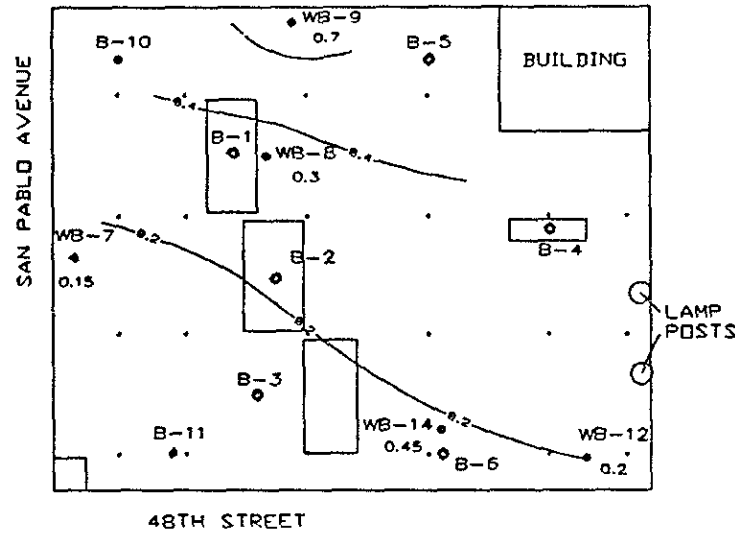 WB-9
0.7
B-10
B-5
BUILDING
SAN PABLO AVENUE
0.4
B-1
WB-8
0.3
0.4
WB-7
0.2
0.15
B-2
B-4
0.2
LAMP
POSTS
B-3
0.2
WB-14
0.45
B-11
B-6
WB-12
0.2
48TH STREET